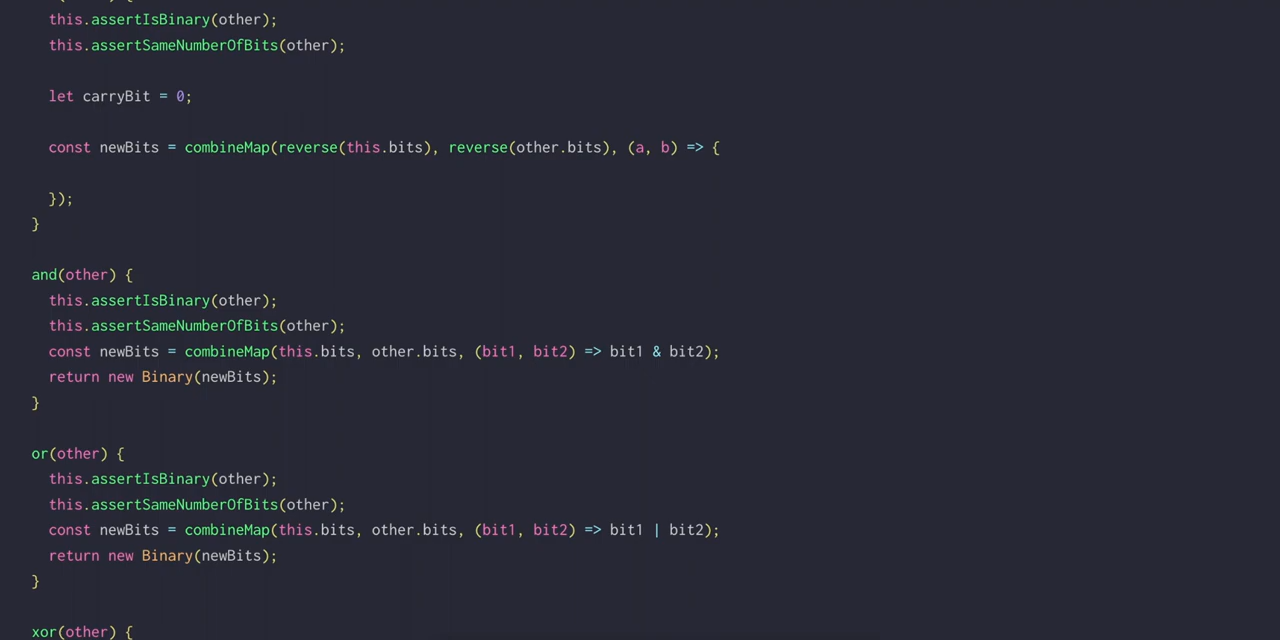 this.assertIsBinary(other);
this.assertSameNumberOfBits(other);
let carryBit = 0;
const newBits = combineMap(reverse(this.bits), reverse(other.bits), (a, b) => {
});
}
and(other) {
this.assertIsBinary(other);
this.assertSameNumberOfBits(other);
const newBits = combineMap(this.bits, other.bits, (bit1, bit2) => bit1 & bit2);
return new Binary(newBits);
}
or(other) {
this.assertIsBinary(other);
this.assertSameNumberOfBits(other);
const newBits = combineMap(this.bits, other.bits, (bit1, bit2) => bit1 | bit2);
return new Binary(newBits);
}
xor(other) {